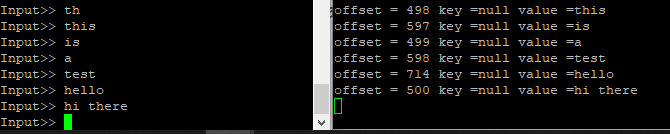 Input>> th
Input>> this
Input>> is
Input>> a
Input>> test
Input>> hello
Input>> hi there
Input>>
offset = 498 key =null value =this
offset = 597 key =null value =is
offset = 499 key =null value =a
offset = 598 key =null value =test
offset = 714 key =null value =hello
offset = 500 key =null value =hi there